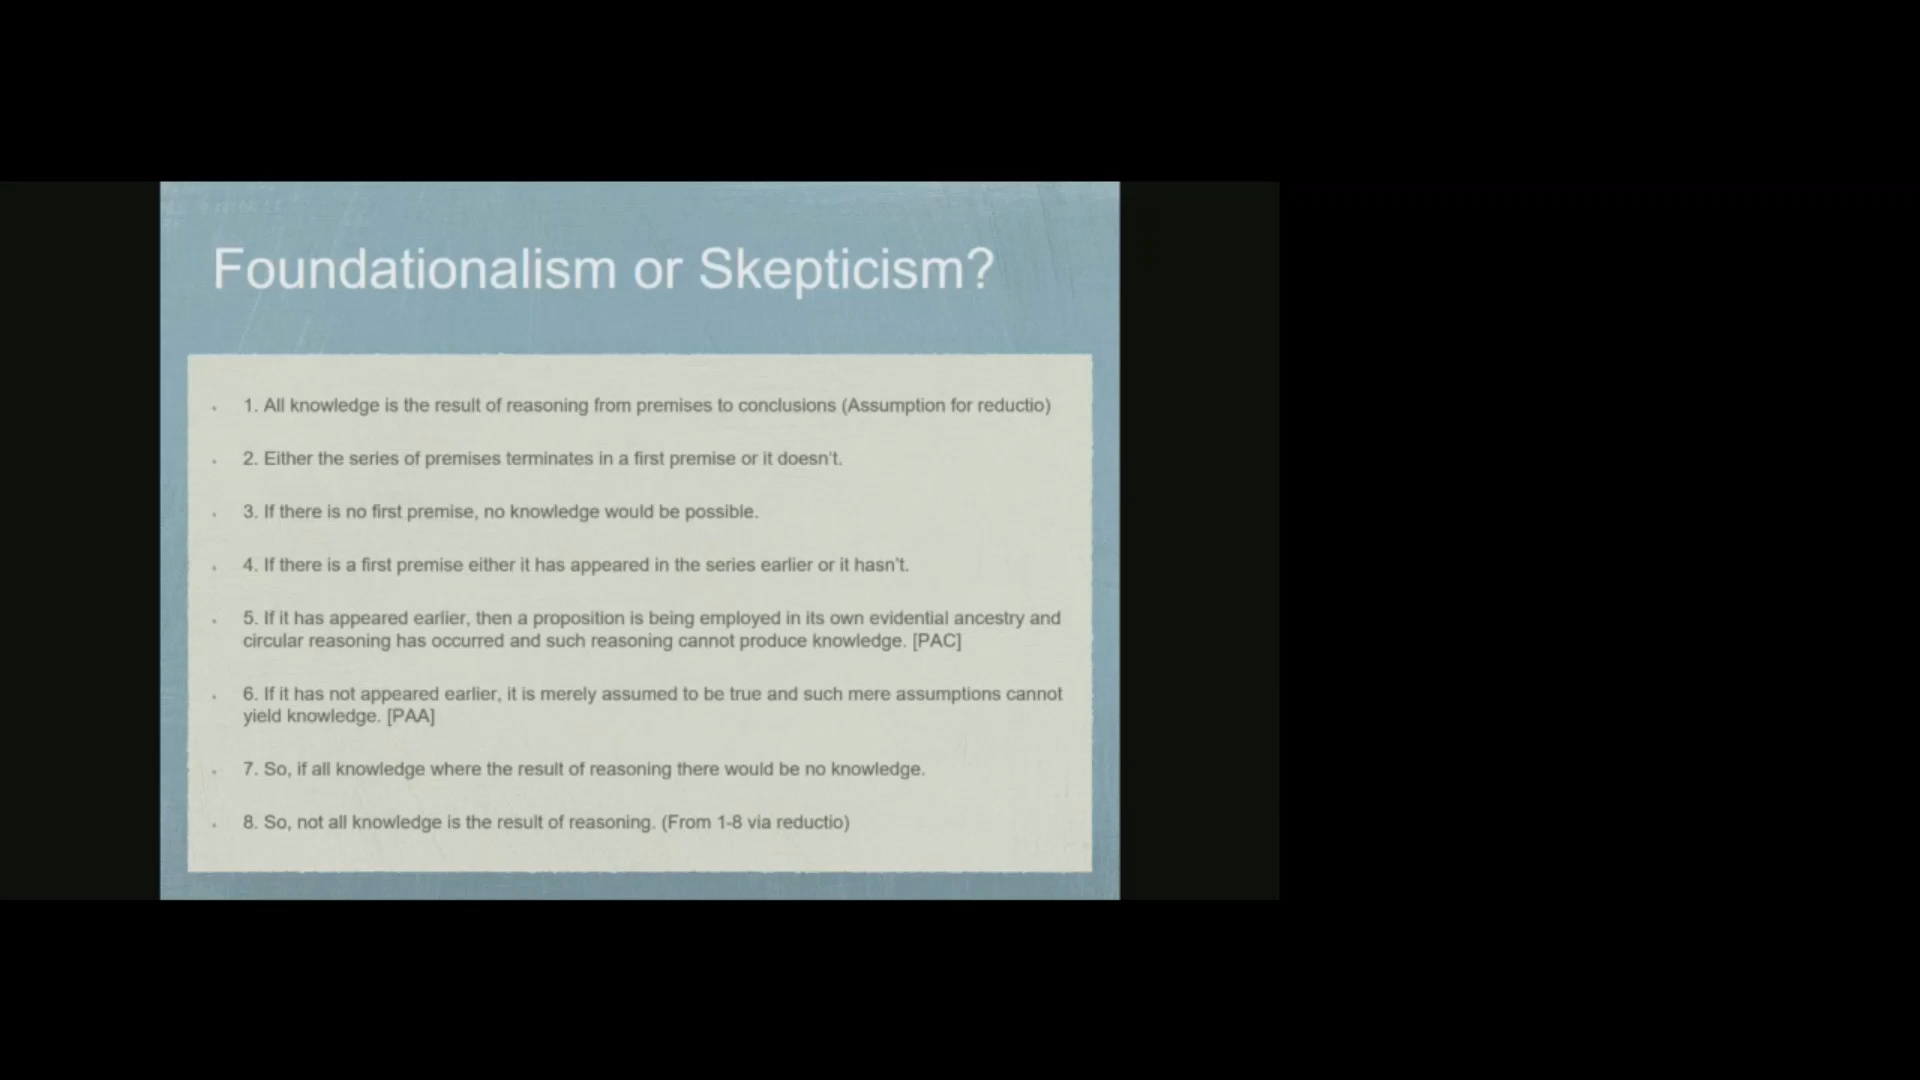 Foundationalism or Skepticism?
1. All knowledge is the result of reasoning from premises to conclusions (Assumption for reductio)
2. Either the series of premises terminates in a first premise or it doesn't.
3. If there is no first premise, no knowledge would be possible.
4. If there is a first premise either it has appeared in the series earlier or it hasn't.
5. If it has appeared earlier, then a proposition is being employed in its own evidential ancestry and
circular reasoning has occurred and such reasoning cannot produce knowledge. [PAC]
6. If it has not appeared earlier, it is merely assumed to be true and such mere assumptions cannot
yield knowledge. [PAA]
7. So, if all knowledge where the result of reasoning there would be no knowledge.
8. So, not all knowledge is the result of reasoning. (From 1-8 via reductio)